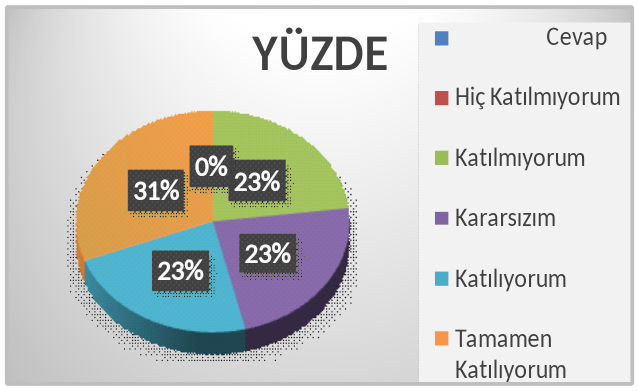 YÜZDE
Cevap
Hiç Katılmıyorum
Katılmıyorum
Kararsızım
Katılıyorum
Tamamen
Katılıyorum
0%
23%
31%
23%
23%